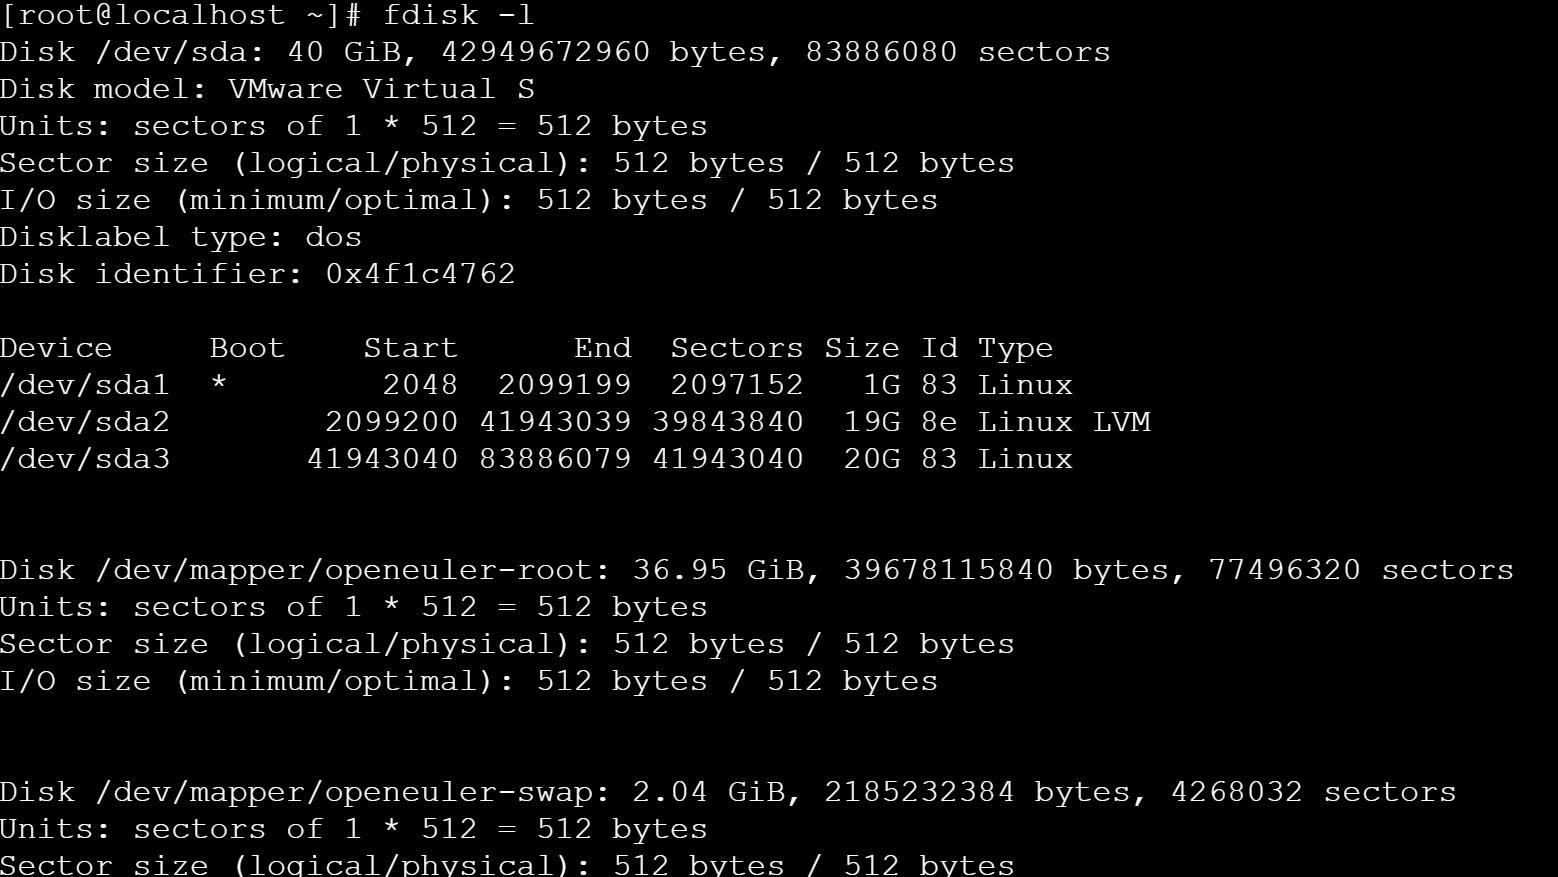 [root@localhost ~]# fdisk -l
Disk /dev/sda: 40 GiB, 42949672960 bytes, 83886080 sectors
Disk model: VMware Virtual S
Units: sectors of 1 * 512 = 512 bytes
Sector size (logical/physical): 512 bytes / 512 bytes
I/O size (minimum/optimal): 512 bytes / 512 bytes
Disklabel type: dos
Disk identifier: 0x4f1c4762
Device     Boot    Start      End  Sectors Size Id Type
/dev/sda1  *        2048  2099199  2097152   1G 83 Linux
/dev/sda2        2099200 41943039 39843840  19G 8e Linux LVM
/dev/sda3       41943040 83886079 41943040  20G 83 Linux
Disk /dev/mapper/openeuler-root: 36.95 GiB, 39678115840 bytes, 77496320 sectors
Units: sectors of 1 * 512 = 512 bytes
Sector size (logical/physical): 512 bytes / 512 bytes
I/O size (minimum/optimal): 512 bytes / 512 bytes
Disk /dev/mapper/openeuler-swap: 2.04 GiB, 2185232384 bytes, 4268032 sectors
Units: sectors of 1 * 512 = 512 bytes
Sector size (logical/physical): 512 bytes / 512 bytes